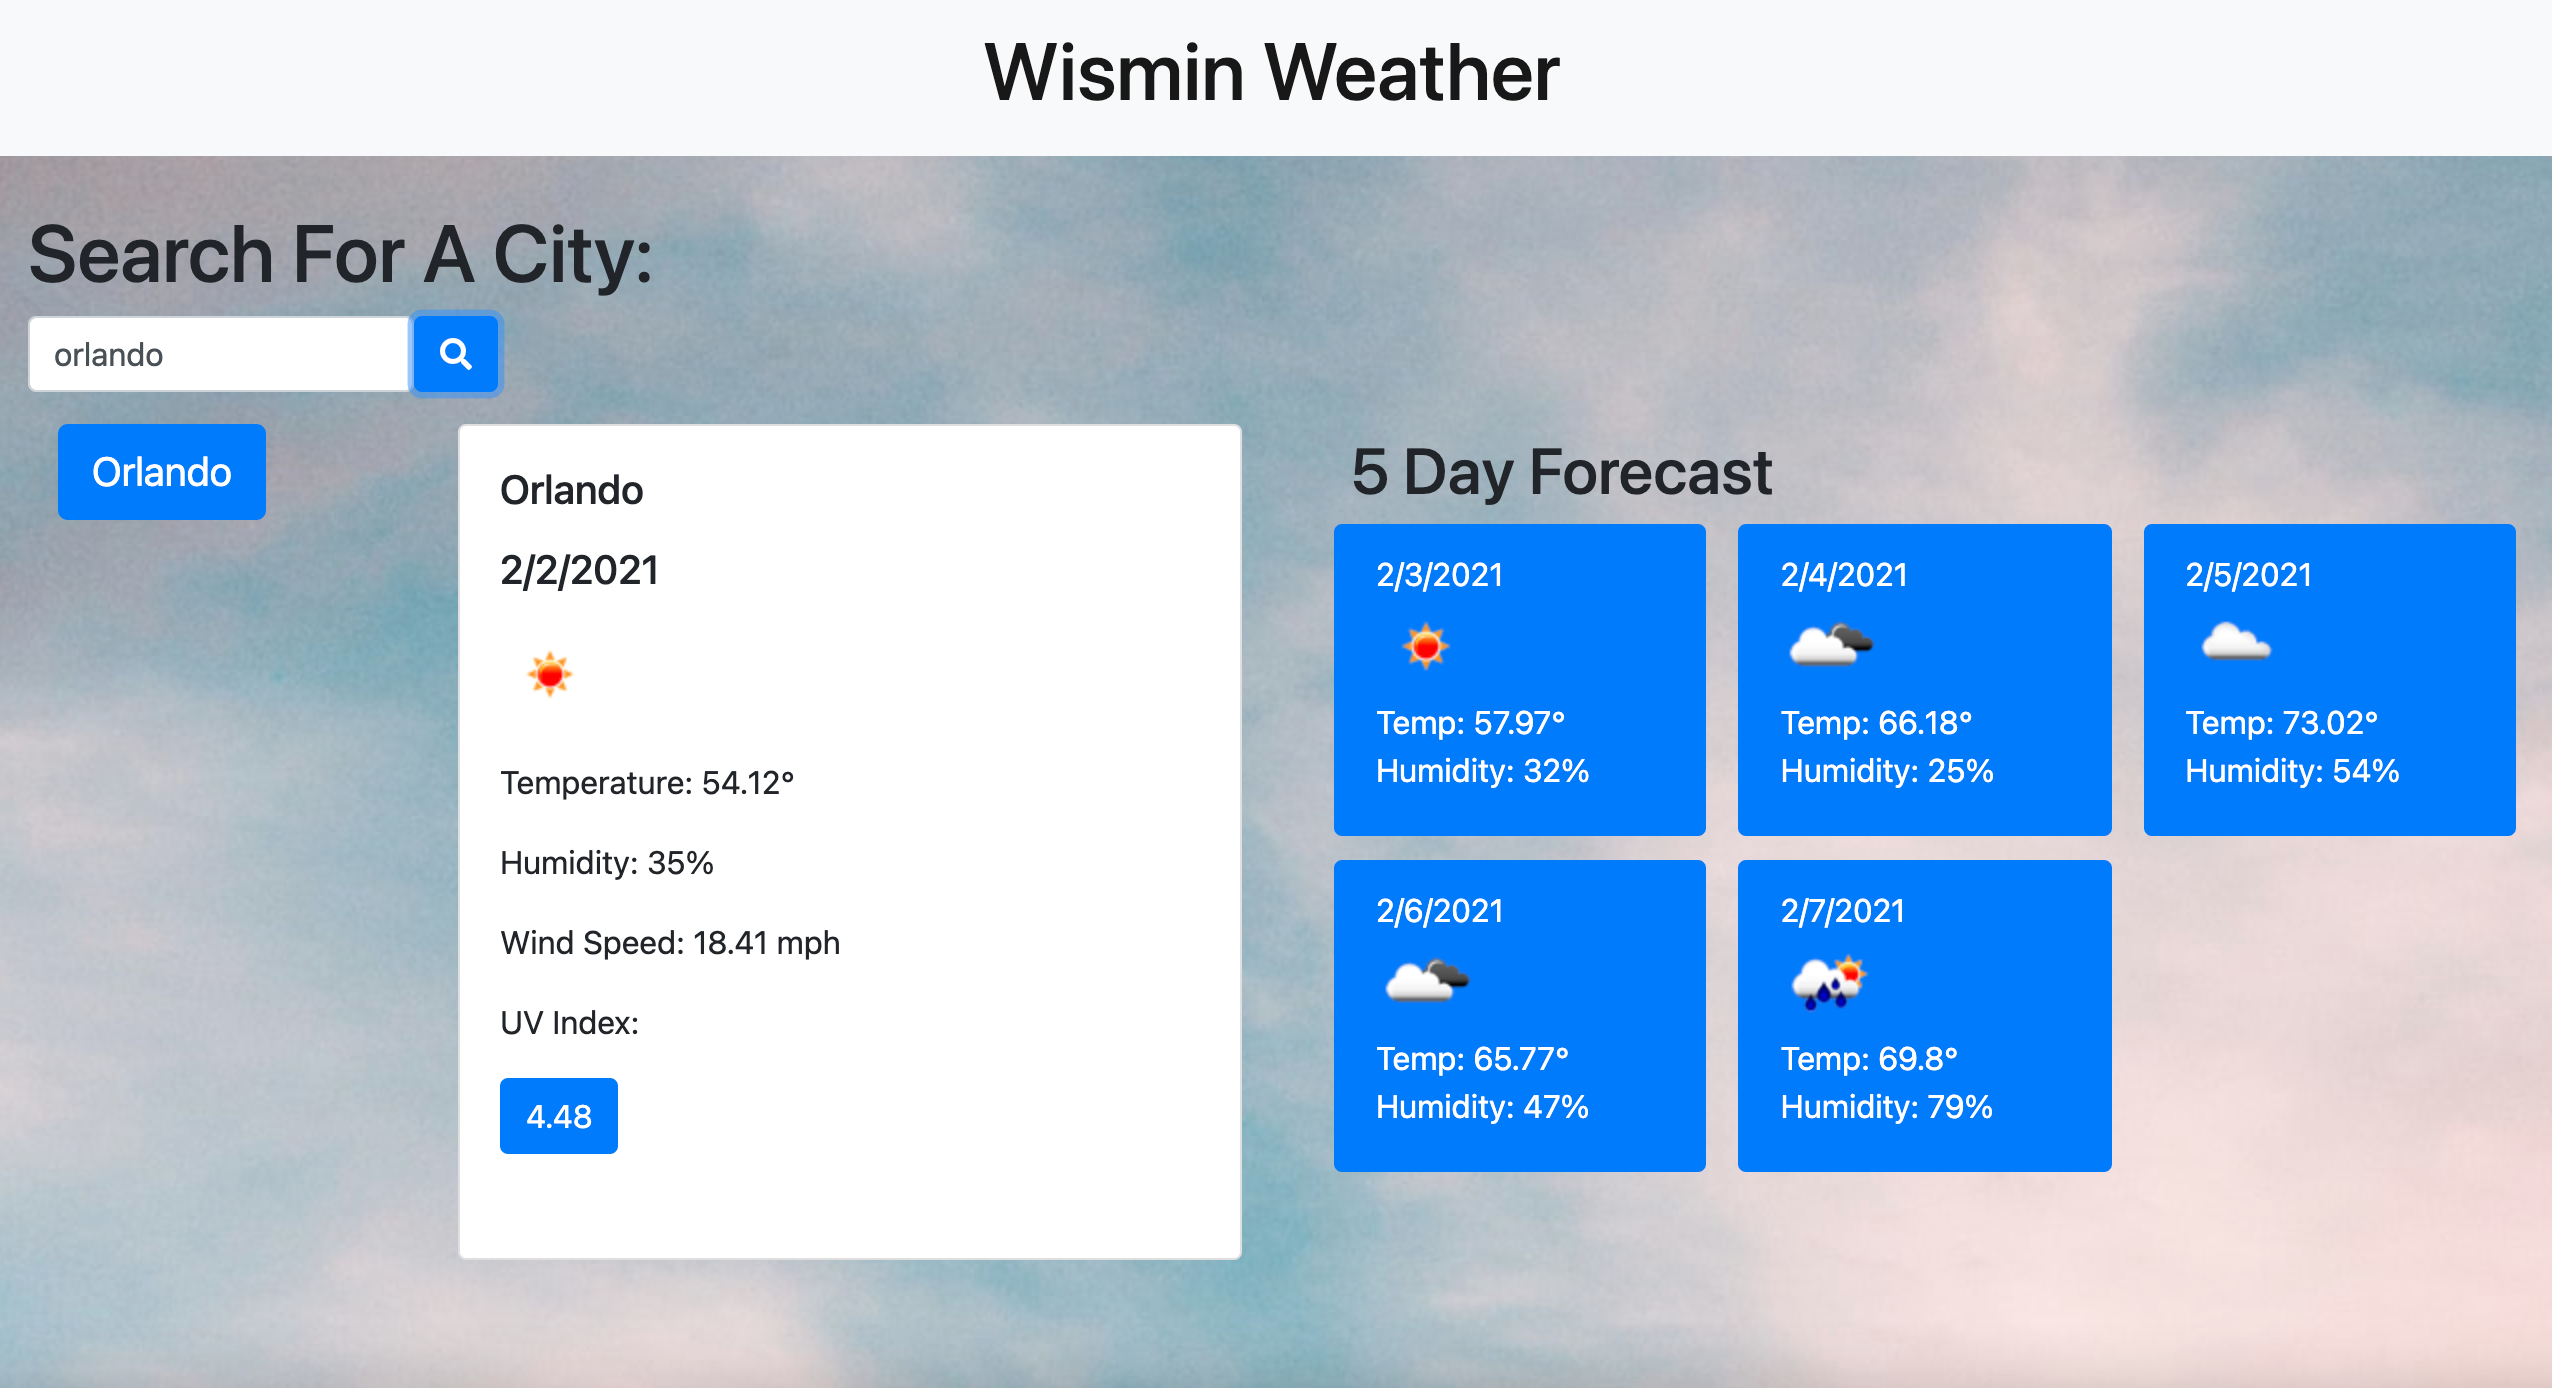 Wismin Weather
Search For A City:
orlando
Orlando
Orlando
2/2/2021
Temperature: 54.12°
Humidity: 35%
Wind Speed: 18.41 mph
UV Index:
4.48
5 Day Forecast
2/3/2021
Temp: 57.97°
Humidity: 32%
2/4/2021
Temp: 66.18°
Humidity: 25%
2/5/2021
Temp: 73.02°
Humidity: 54%
2/6/2021
Temp: 65.77°
Humidity: 47%
2/7/2021
Temp: 69.8°
Humidity: 79%